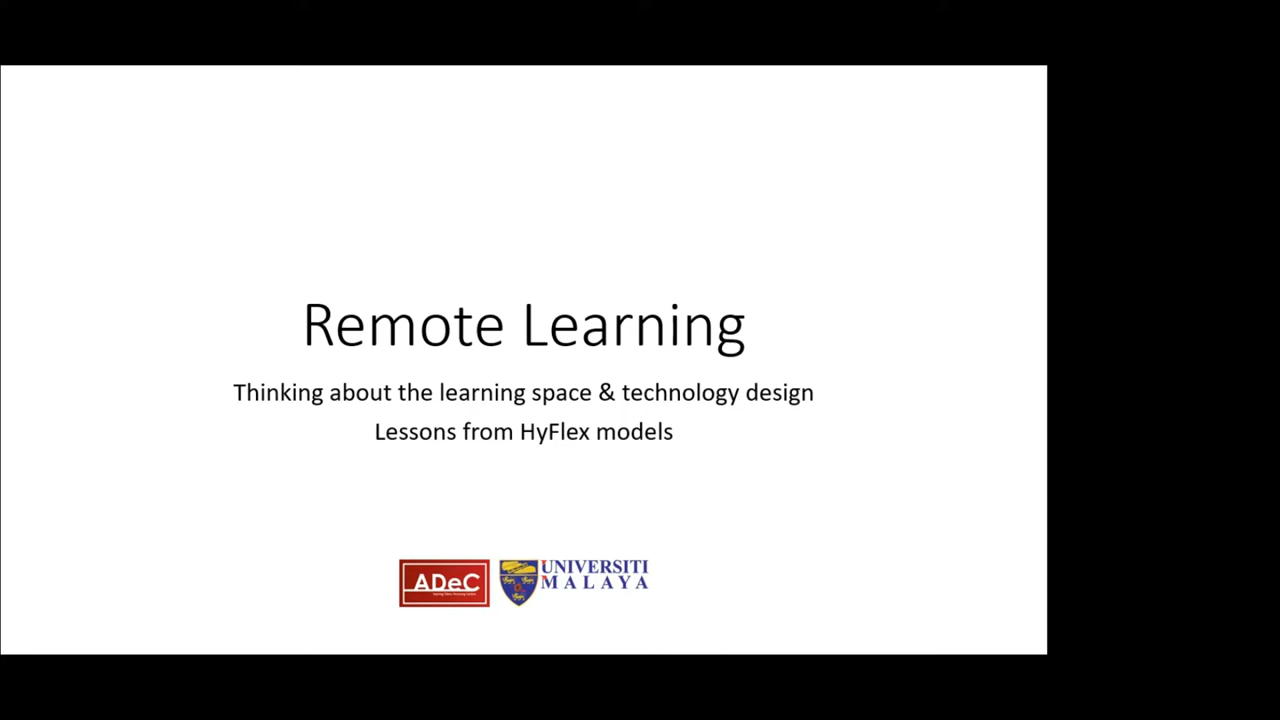 Remote Learning
Thinking about the learning space & technology design
Lessons from HyFlex models
ADeC
UNIVERSITI
MALAYA